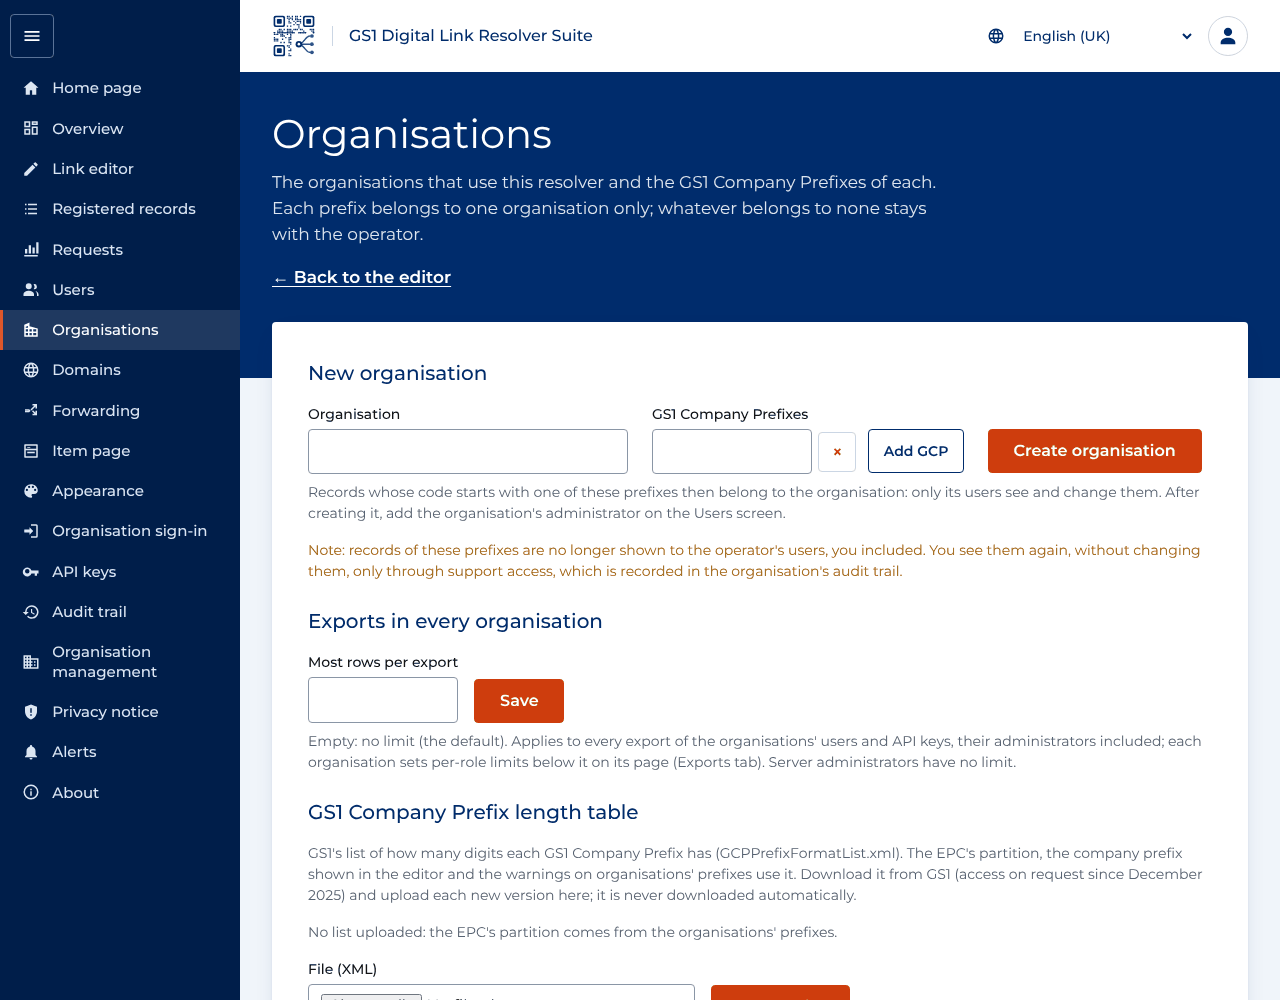 GS1 Digital Link Resolver Suite
English (UK)
Home page
Overview
Link editor
Registered records
Requests
Users
Organisations
Domains
Forwarding
Item page
Appearance
Organisation sign-in
API keys
Audit trail
Organisation
management
Privacy notice
Alerts
About
Organisations
The organisations that use this resolver and the GS1 Company Prefixes of each.
Each prefix belongs to one organisation only; whatever belongs to none stays
with the operator.
← Back to the editor
New organisation
Organisation
GS1 Company Prefixes
×
Add GCP
Create organisation
Records whose code starts with one of these prefixes then belong to the organisation: only its users see and change them. After
creating it, add the organisation's administrator on the Users screen.
Note: records of these prefixes are no longer shown to the operator's users, you included. You see them again, without changing
them, only through support access, which is recorded in the organisation's audit trail.
Exports in every organisation
Most rows per export
Save
Empty: no limit (the default). Applies to every export of the organisations' users and API keys, their administrators included; each
organisation sets per-role limits below it on its page (Exports tab). Server administrators have no limit.
GS1 Company Prefix length table
GS1's list of how many digits each GS1 Company Prefix has (GCPPrefixFormatList.xml). The EPC's partition, the company prefix
shown in the editor and the warnings on organisations' prefixes use it. Download it from GS1 (access on request since December
2025) and upload each new version here; it is never downloaded automatically.
No list uploaded: the EPC's partition comes from the organisations' prefixes.
File (XML)